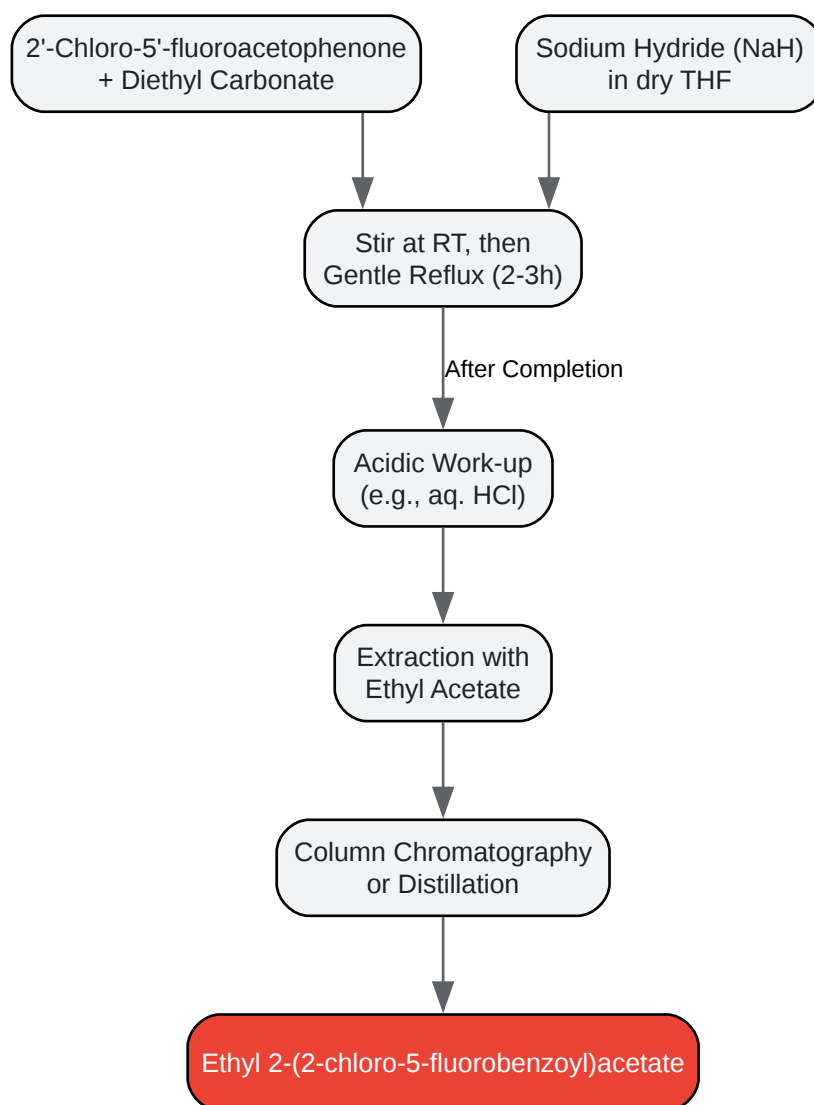 2'-Chloro-5'-fluoroacetophenone
+ Diethyl Carbonate
Sodium Hydride (NaH)
in dry THF
Stir at RT, then
Gentle Reflux (2-3h)
After Completion
Acidic Work-up
(e.g., aq. HCl)
Extraction with
Ethyl Acetate
Column Chromatography
or Distillation
Ethyl 2-(2-chloro-5-fluorobenzoyl)acetate